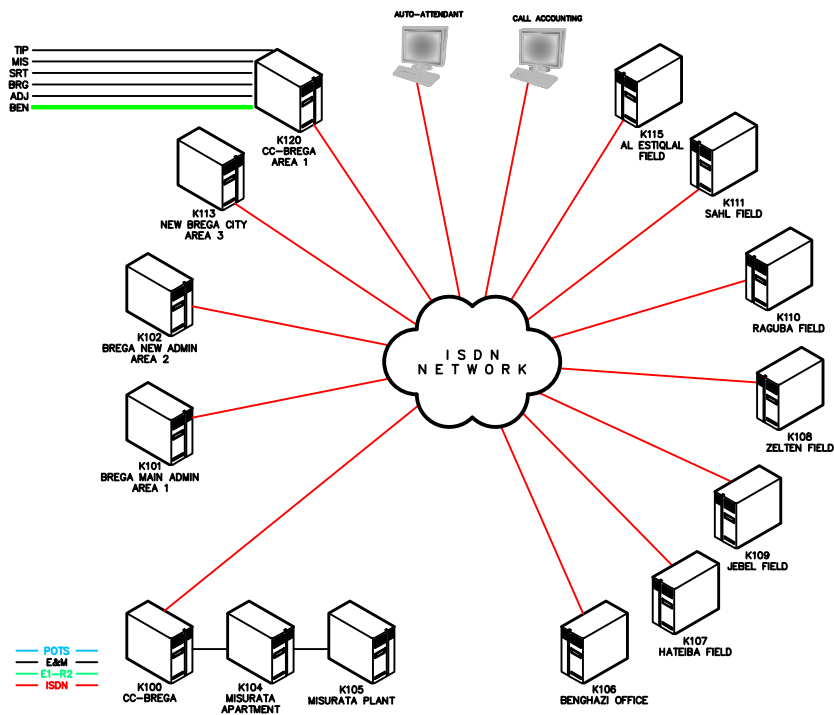 AUTO-ATTENDANT
CALL ACCOUNTING
TIP
MIS
SRT
BRG
ADJ
BEN
K120
CC-BREGA
AREA 1
K115
AL ESTIQLAL
FIELD
K113
NEW BREGA CITY
AREA 3
K111
SAHL FIELD
K102
BREGA NEW ADMIN
AREA 2
K110
RAGUBA FIELD
ISDN
NETWORK
K101
BREGA MAIN ADMIN
AREA 1
K108
ZELTEN FIELD
K109
JEBEL FIELD
K107
HATEIBA FIELD
POTS
E&M
E1-R2
ISDN
K100
CC-BREGA
K104
MISURATA
APARTMENT
K105
MISURATA PLANT
K106
BENGHAZI OFFICE